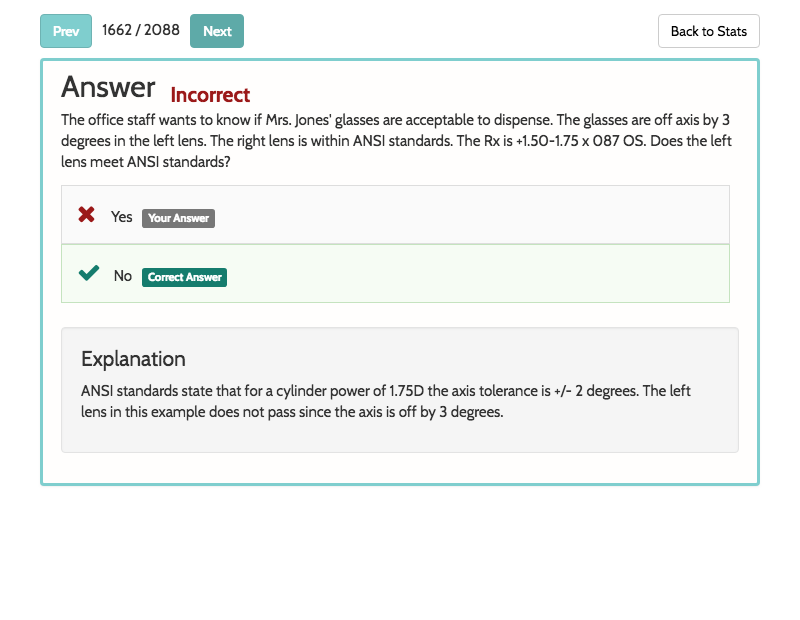 Prev 1662 / 2088 Next Back to Stats
Answer Incorrect
The office staff wants to know if Mrs. Jones' glasses are acceptable to dispense. The glasses are off axis by 3
degrees in the left lens. The right lens is within ANSI standards. The Rx is +1.50-1.75 x 087 OS. Does the left
lens meet ANSI standards?
Yes Your Answer
No Correct Answer
Explanation
ANSI standards state that for a cylinder power of 1.75D the axis tolerance is +/- 2 degrees. The left
lens in this example does not pass since the axis is off by 3 degrees.